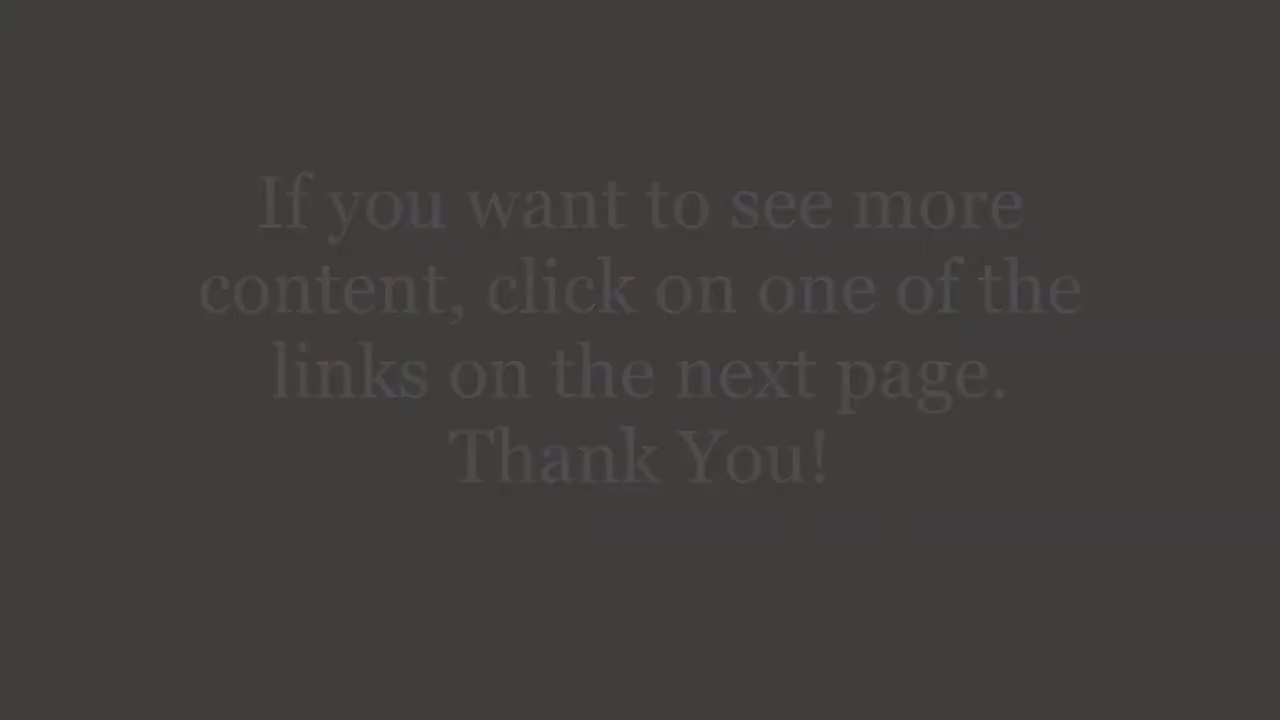 If you want to see more
content, click on one of the
links on the next page.
Thank You!